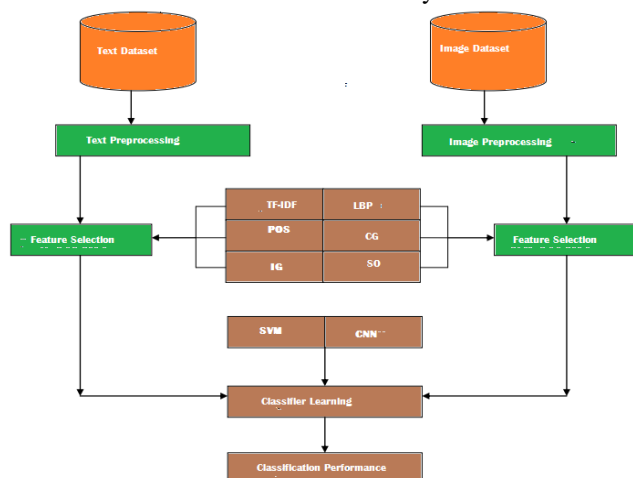 Text Dataset
Image Dataset
Text Preprocessing
Image Preprocessing
TF-IDF
LBP
POS
CG
IG
SO
Feature Selection
Feature Selection
SVM
CNN
Classifier Learning
Classification Performance